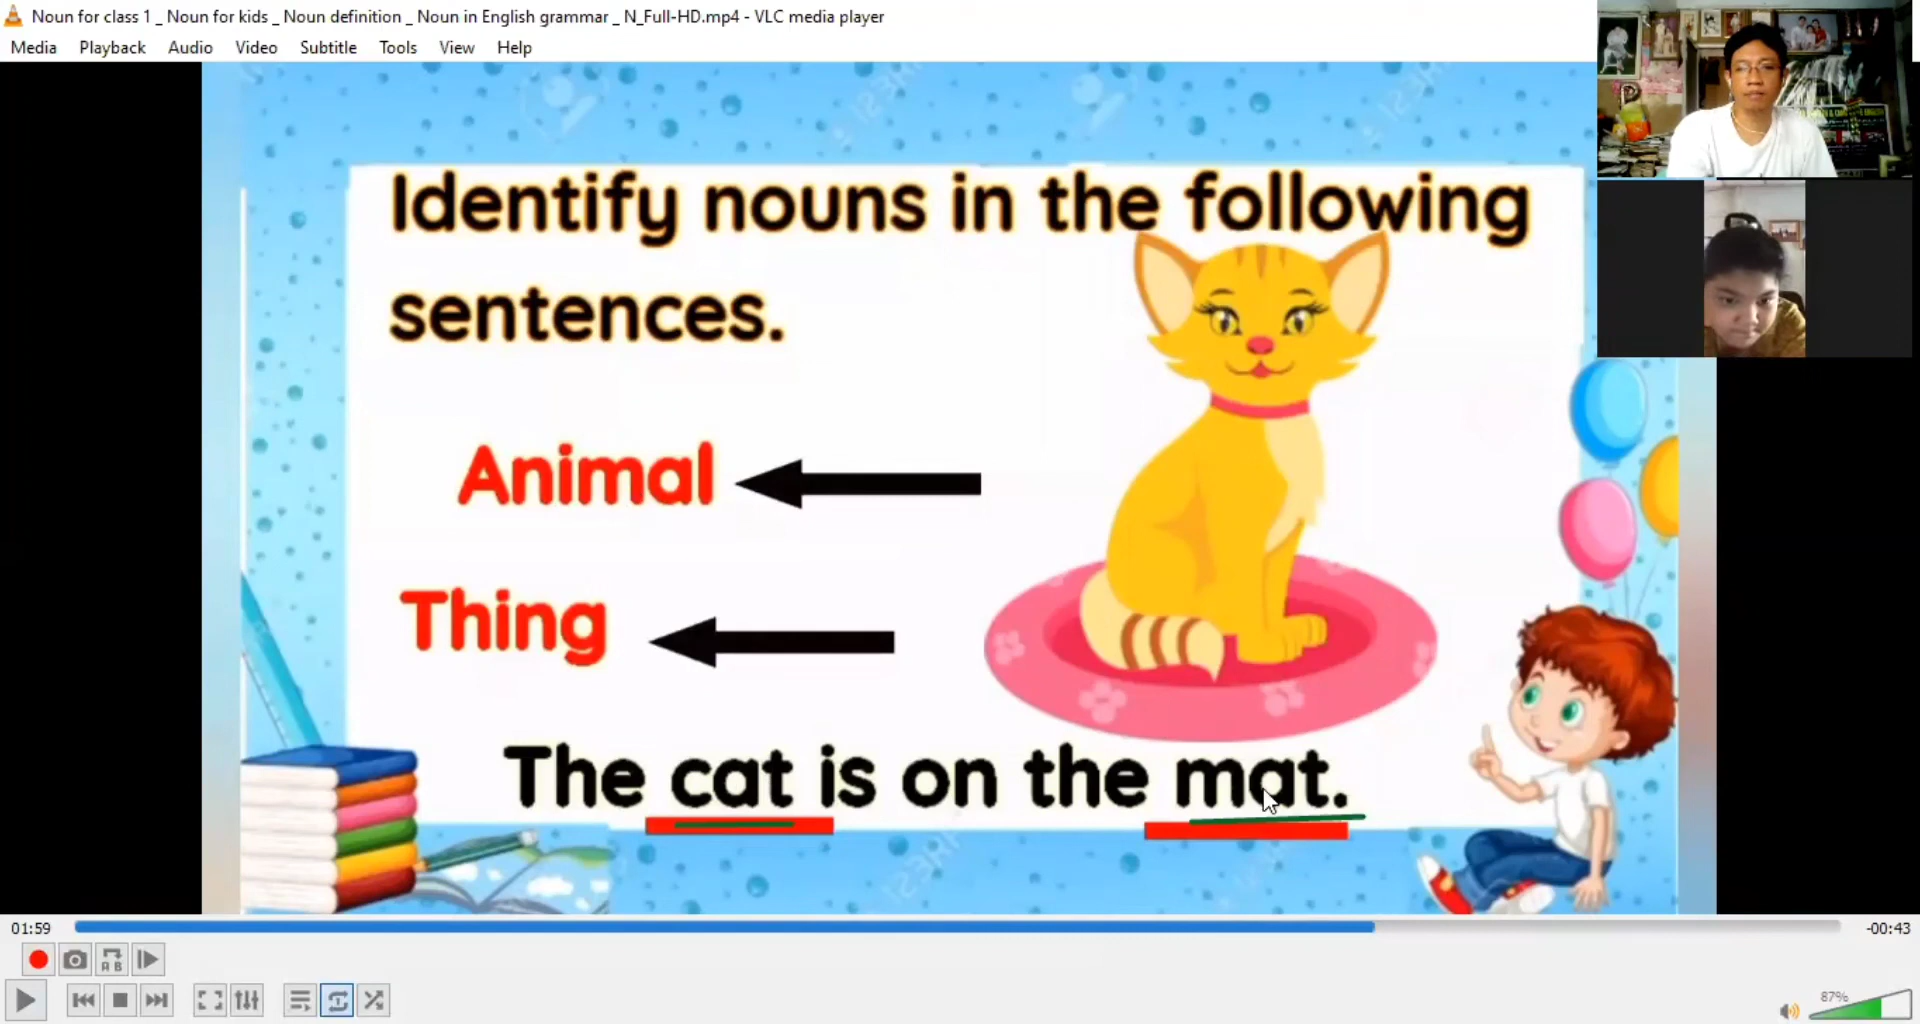 Noun for class 1 _ Noun for kids _ Noun definition _ Noun in English grammar _ N_Full-HD.mp4 - VLC media player
Media Playback Audio Video Subtitle Tools View Help
Identify nouns in the following
sentences.
Animal
Thing
The cat is on the mat.
01:59
-00:43
A B
87%